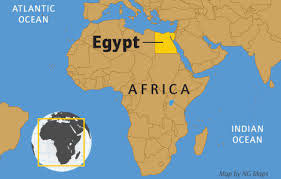 ATLANTIC
OCEAN
Egypt
AFRICA
INDIAN
OCEAN
Map by NG Maps